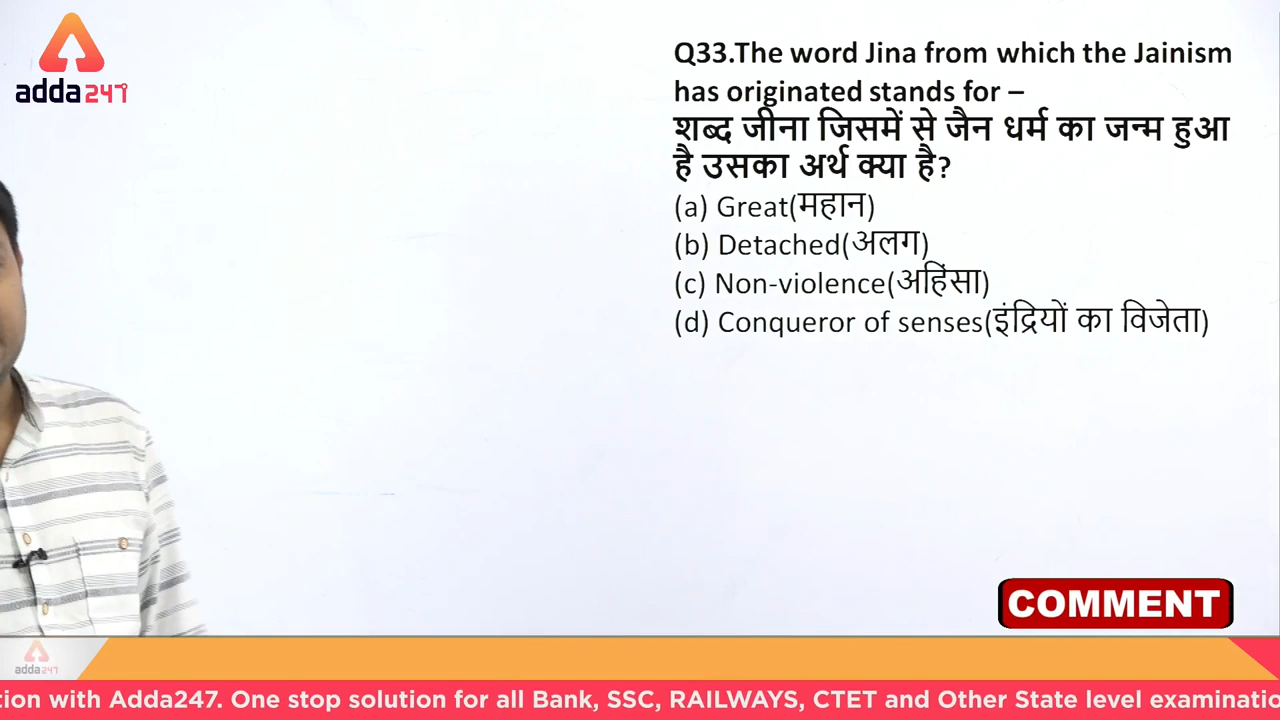 adda247
Q33.The word Jina from which the Jainism
has originated stands for –
शब्द जीना जिसमें से जैन धर्म का जन्म हुआ
है उसका अर्थ क्या है?
(a) Great(महान)
(b) Detached(अलग)
(c) Non-violence(अहिंसा)
(d) Conqueror of senses(इंद्रियों का विजेता)
COMMENT
adda247
tion with Adda247. One stop solution for all Bank, SSC, RAILWAYS, CTET and Other State level examinatio